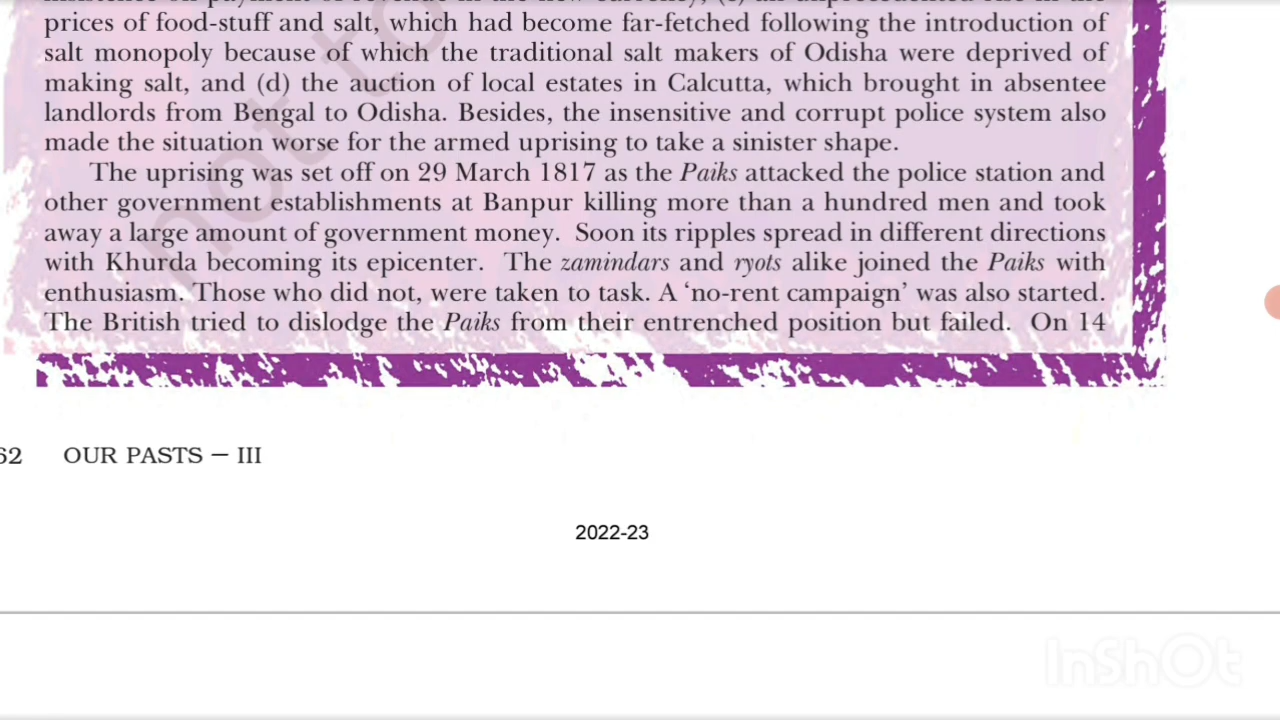 prices of food-stuff and salt, which had become far-fetched following the introduction of
salt monopoly because of which the traditional salt makers of Odisha were deprived of
making salt, and (d) the auction of local estates in Calcutta, which brought in absentee
landlords from Bengal to Odisha. Besides, the insensitive and corrupt police system also
made the situation worse for the armed uprising to take a sinister shape.
The uprising was set off on 29 March 1817 as the Paiks attacked the police station and
other government establishments at Banpur killing more than a hundred men and took
away a large amount of government money. Soon its ripples spread in different directions
with Khurda becoming its epicenter. The zamindars and ryots alike joined the Paiks with
enthusiasm. Those who did not, were taken to task. A ‘no-rent campaign’ was also started.
The British tried to dislodge the Paiks from their entrenched position but failed. On 14
62 OUR PASTS – III
2022-23
InShOt
not to